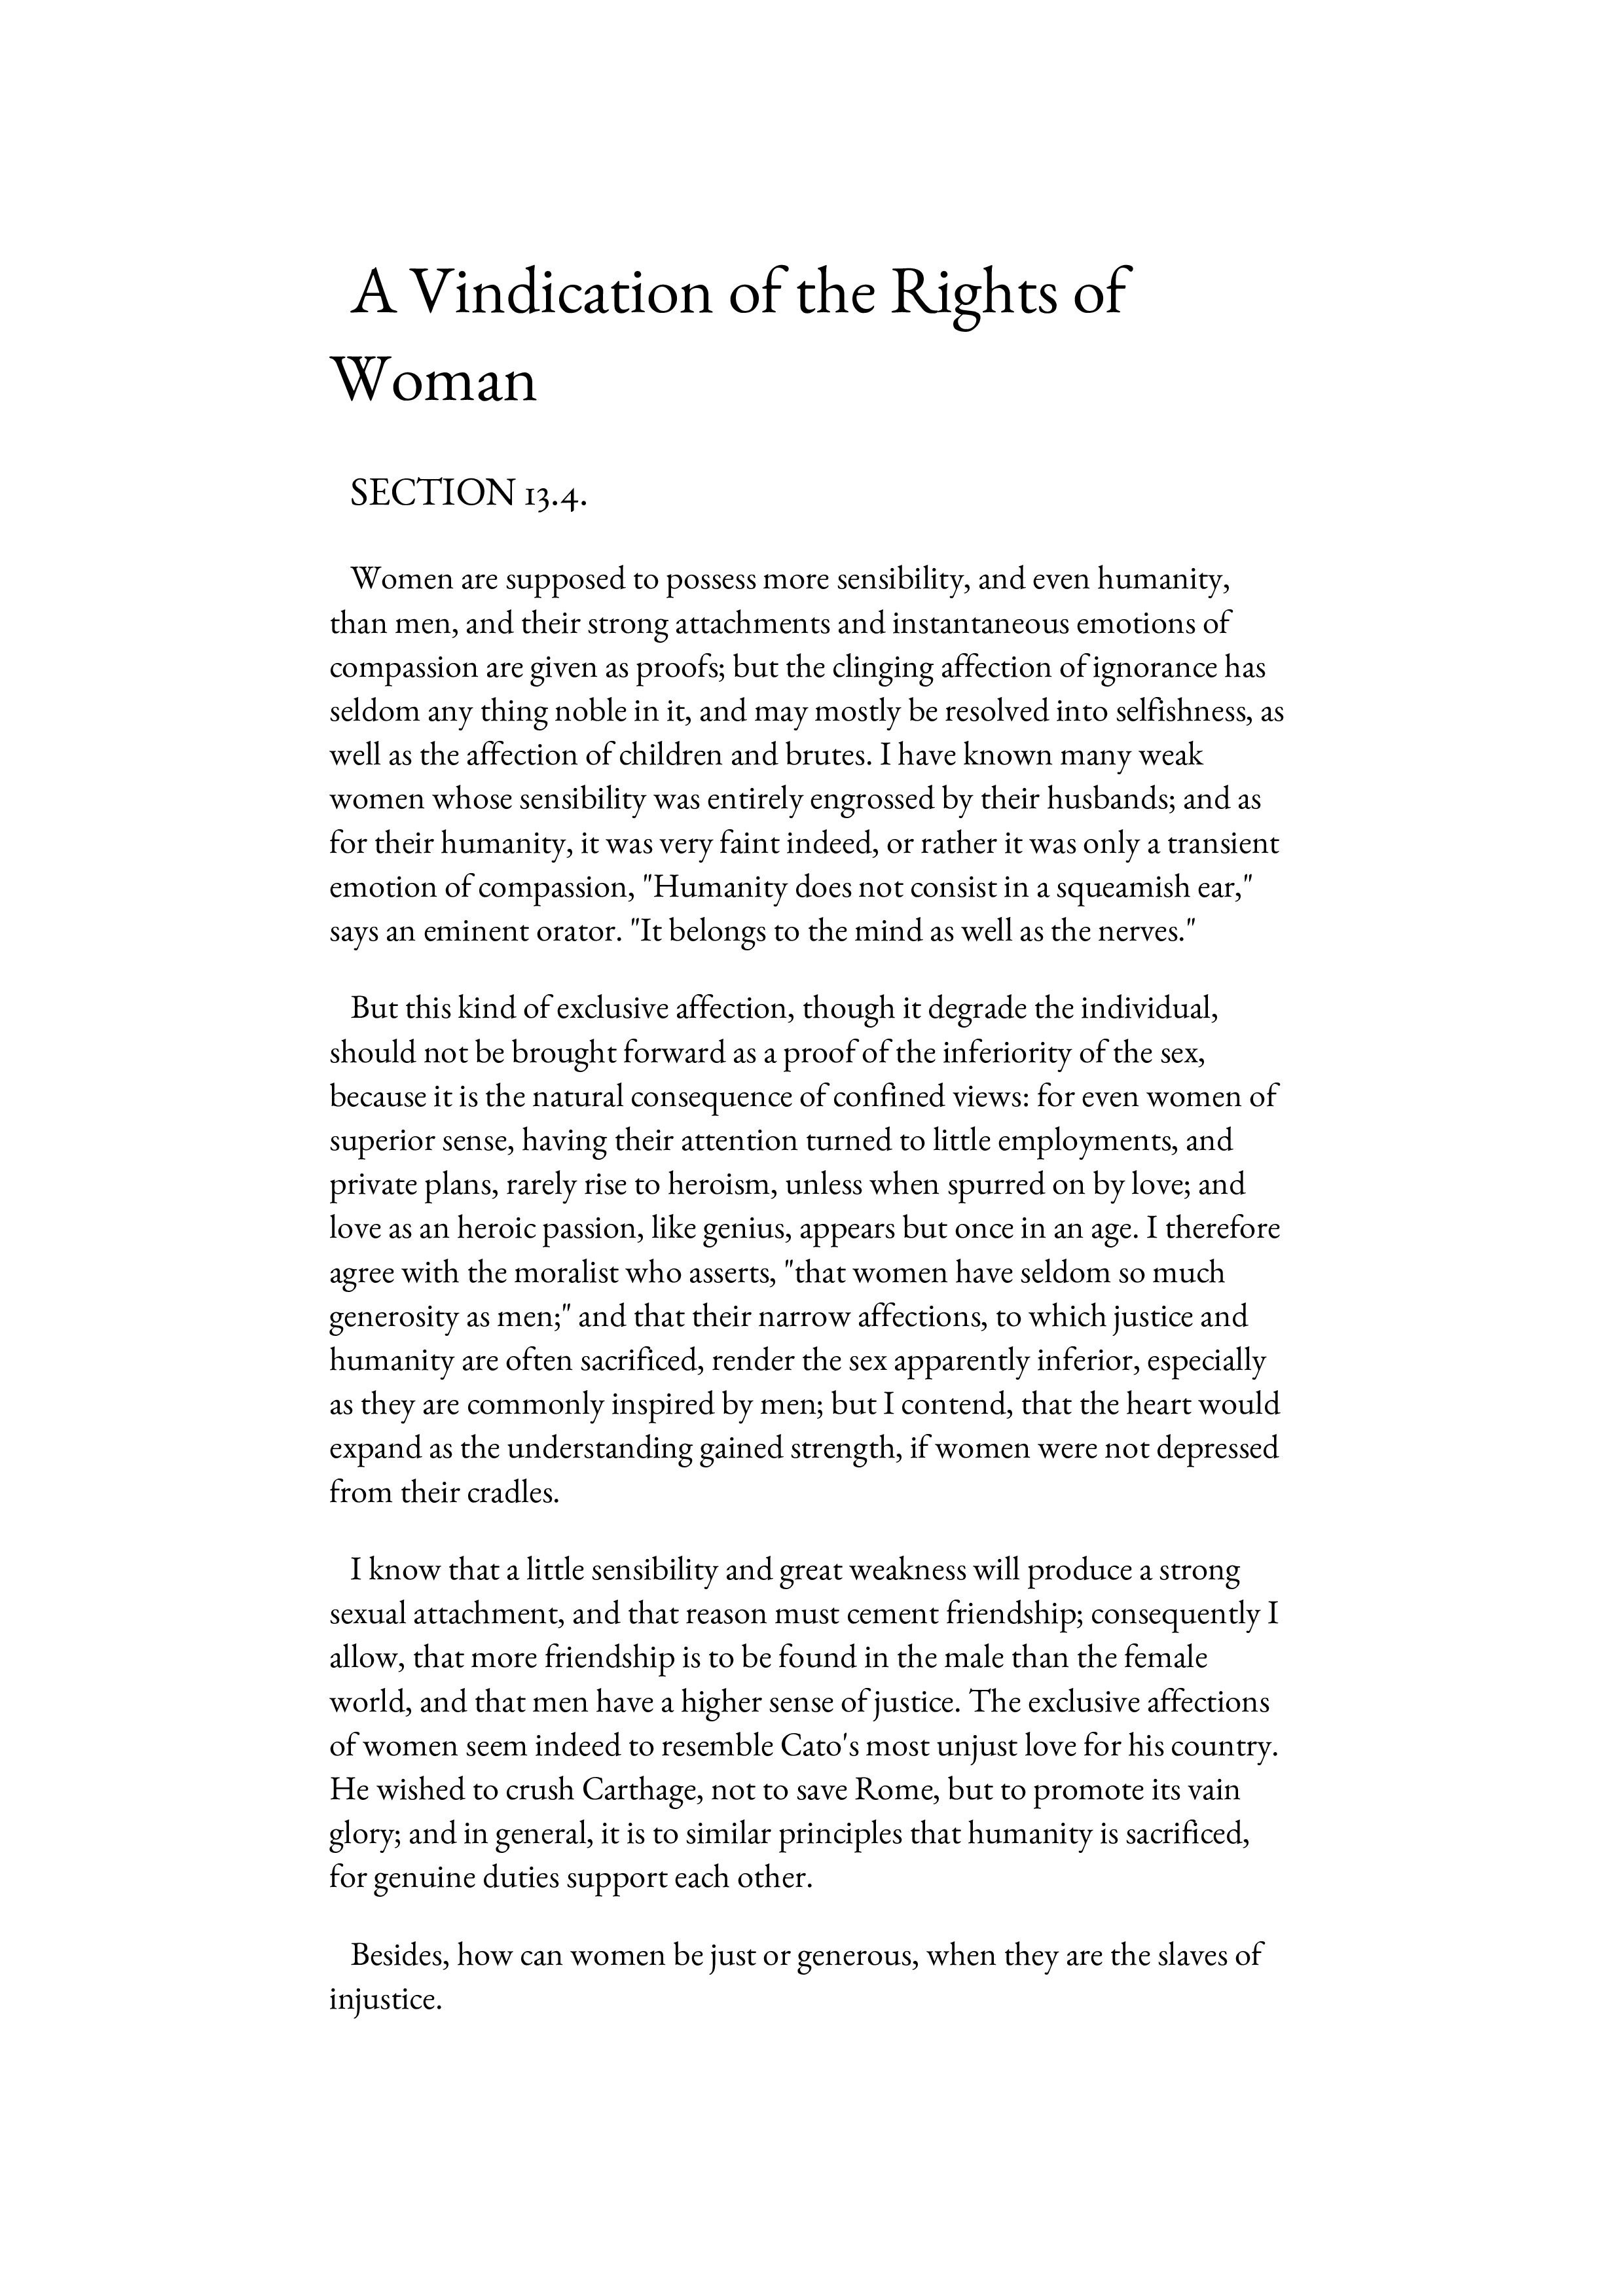 A Vindication of the Rights of
Woman
SECTION 13.4.
Women are supposed to possess more sensibility, and even humanity,
than men, and their strong attachments and instantaneous emotions of
compassion are given as proofs; but the clinging affection of ignorance has
seldom any thing noble in it, and may mostly be resolved into selfishness, as
well as the affection of children and brutes. I have known many weak
women whose sensibility was entirely engrossed by their husbands; and as
for their humanity, it was very faint indeed, or rather it was only a transient
emotion of compassion, "Humanity does not consist in a squeamish ear,"
says an eminent orator. "It belongs to the mind as well as the nerves."
But this kind of exclusive affection, though it degrade the individual,
should not be brought forward as a proof of the inferiority of the sex,
because it is the natural consequence of confined views: for even women of
superior sense, having their attention turned to little employments, and
private plans, rarely rise to heroism, unless when spurred on by love; and
love as an heroic passion, like genius, appears but once in an age. I therefore
agree with the moralist who asserts, "that women have seldom so much
generosity as men;" and that their narrow affections, to which justice and
humanity are often sacrificed, render the sex apparently inferior, especially
as they are commonly inspired by men; but I contend, that the heart would
expand as the understanding gained strength, if women were not depressed
from their cradles.
I know that a little sensibility and great weakness will produce a strong
sexual attachment, and that reason must cement friendship; consequently I
allow, that more friendship is to be found in the male than the female
world, and that men have a higher sense of justice. The exclusive affections
of women seem indeed to resemble Cato's most unjust love for his country.
He wished to crush Carthage, not to save Rome, but to promote its vain
glory; and in general, it is to similar principles that humanity is sacrificed,
for genuine duties support each other.
Besides, how can women be just or generous, when they are the slaves of
injustice.